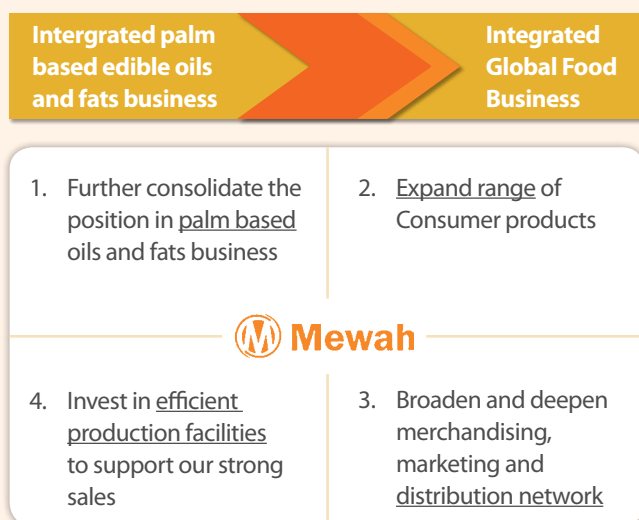 Intergrated palm
based edible oils
and fats business
Integrated
Global Food
Business
1. Further consolidate the
position in palm based
oils and fats business
2. Expand range of
Consumer products
Mewah
4. Invest in efficient
production facilities
to support our strong
sales
3. Broaden and deepen
merchandising,
marketing and
distribution network